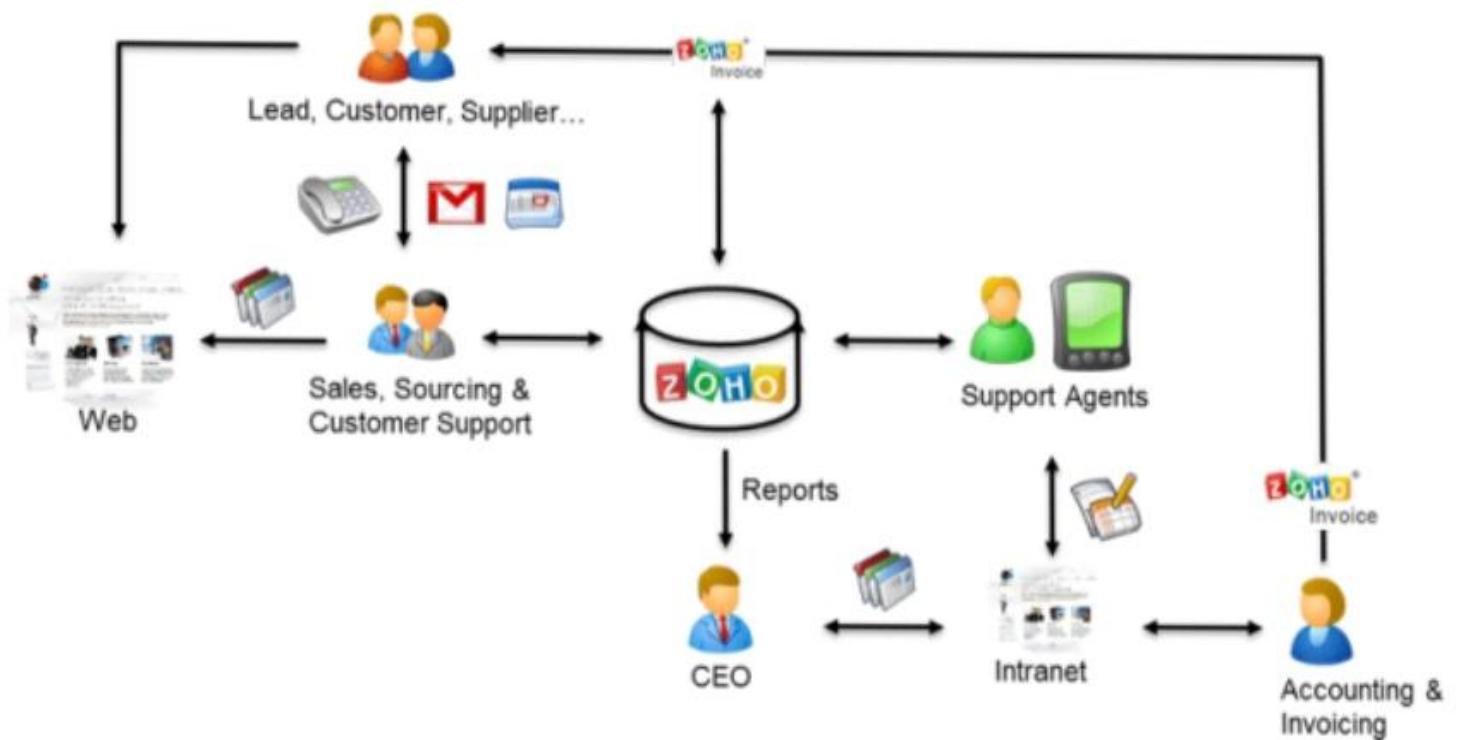 ZOHO
Invoice
Lead, Customer, Supplier...
ZOHO
Web
Sales, Sourcing &
Customer Support
Support Agents
Reports
ZOHO
Invoice
CEO
Intranet
Accounting &
Invoicing